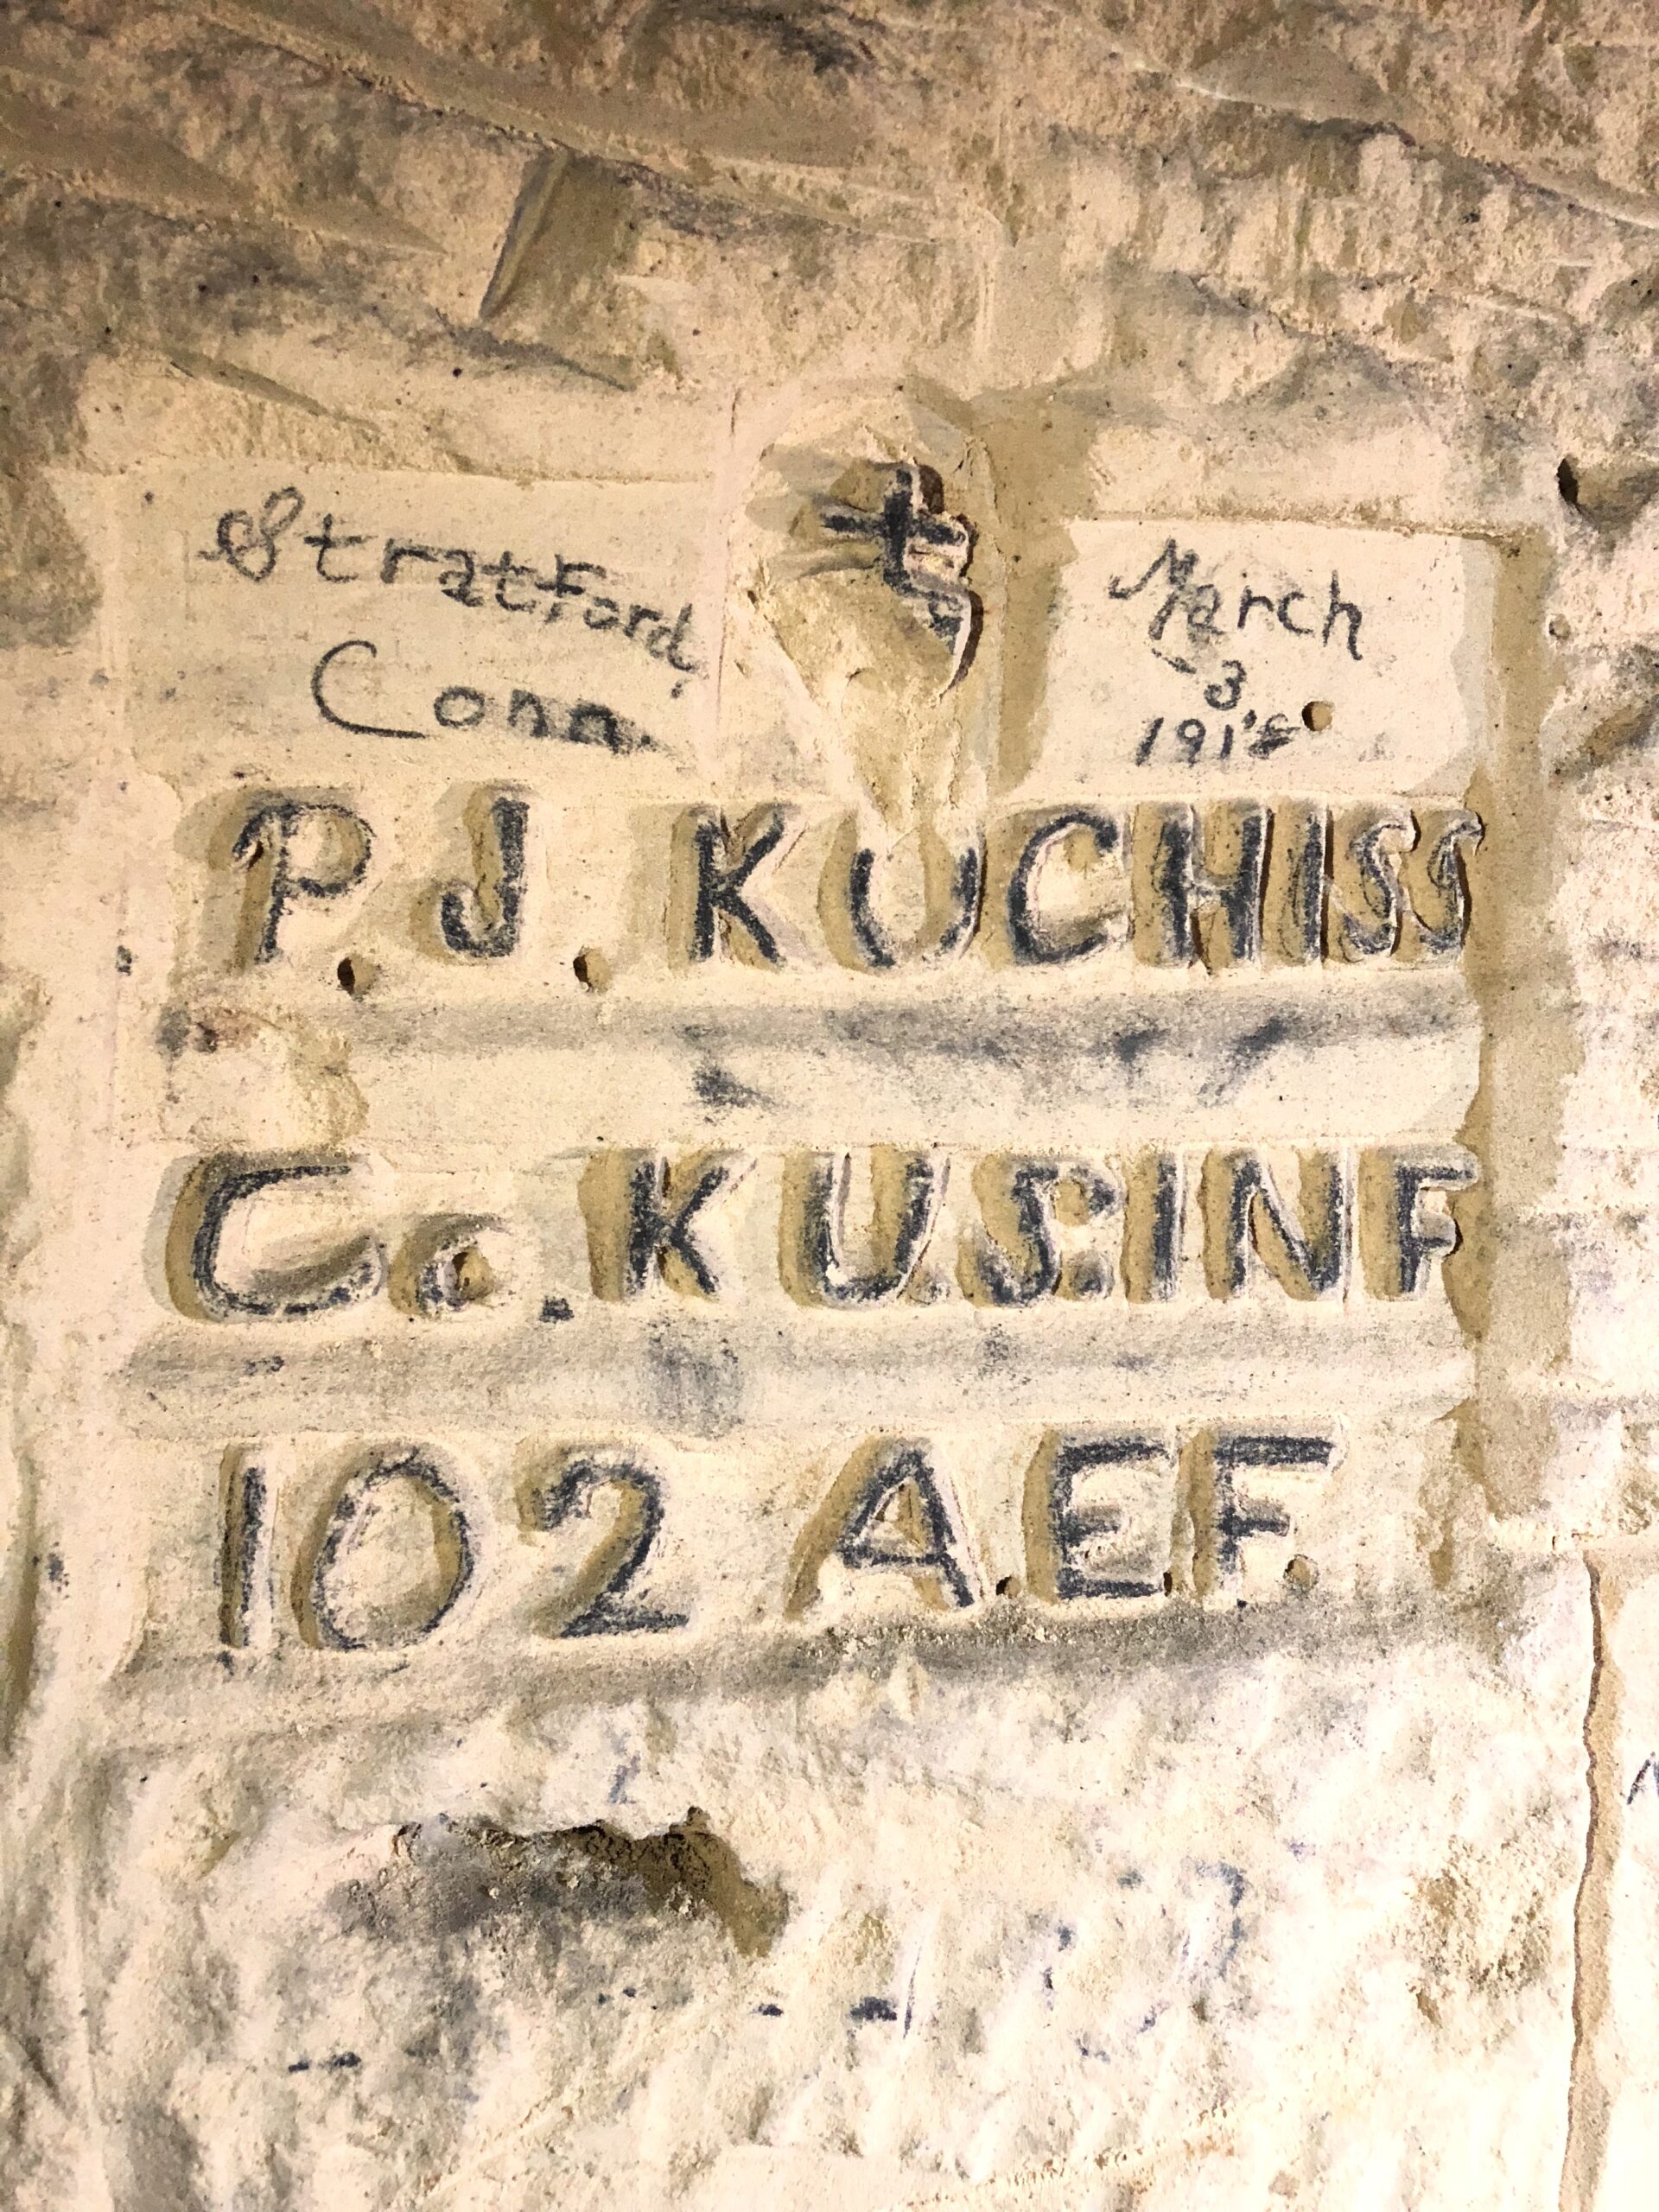 Stratford,
Conn.
March
3
1918
P.J. KUCHISS
Co. K U.S. INF
102 A.E.F.